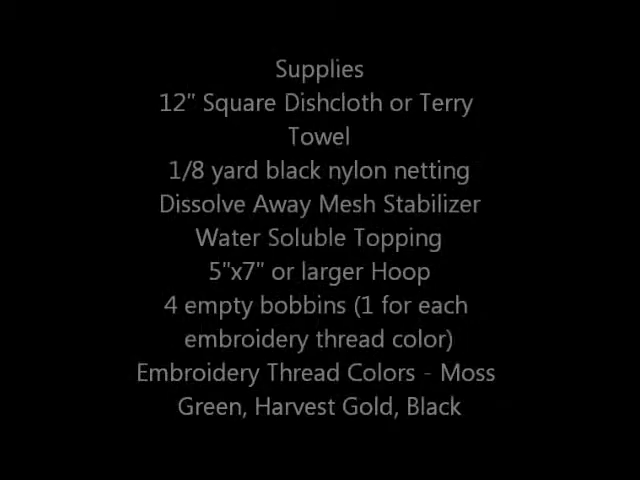 Supplies
12" Square Dishcloth or Terry
Towel
1/8 yard black nylon netting
Dissolve Away Mesh Stabilizer
Water Soluble Topping
5"x7" or larger Hoop
4 empty bobbins (1 for each
embroidery thread color)
Embroidery Thread Colors - Moss
Green, Harvest Gold, Black